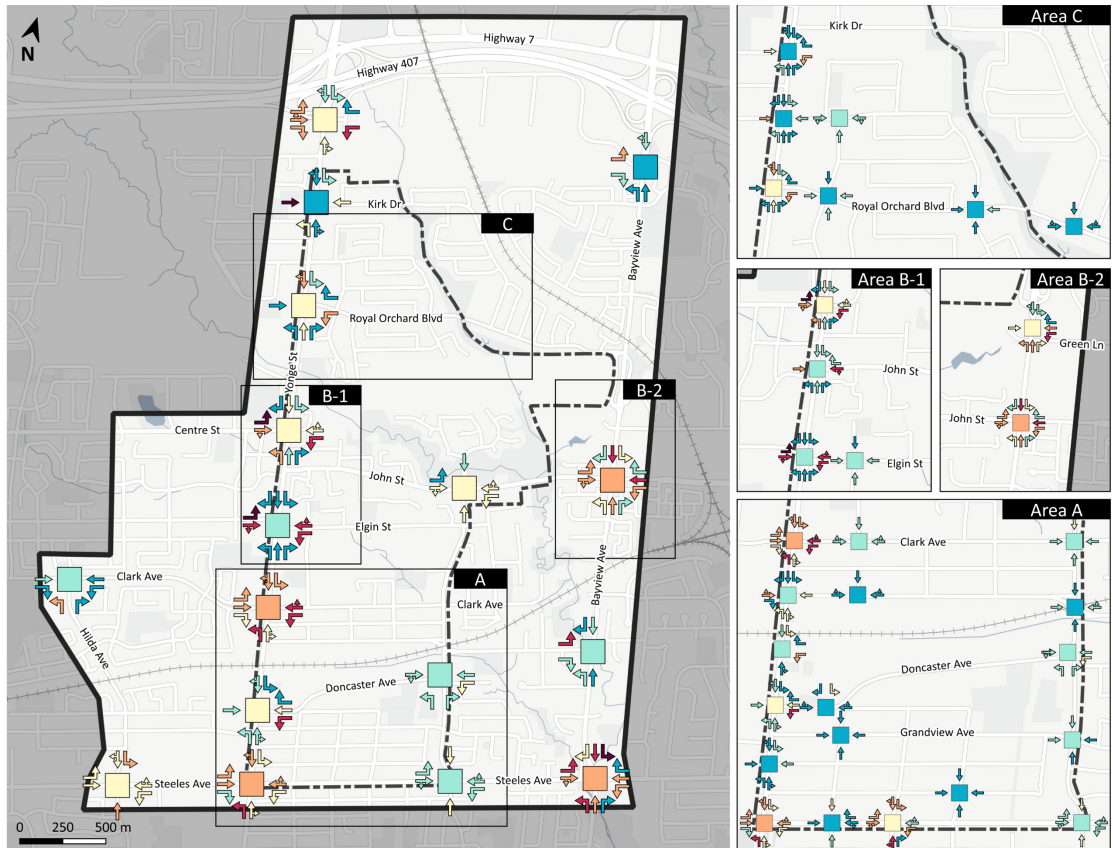 N
Highway 7
Highway 407
Kirk Dr
C
Bayview Ave
Royal Orchard Blvd
Yonge St
B-1
B-2
Centre St
John St
Elgin St
Clark Ave
A
Clark Ave
Bayview Ave
Hilda Ave
Doncaster Ave
Steeles Ave
Steeles Ave
0 250 500 m
Area C
Kirk Dr
Royal Orchard Blvd
Area B-1
John St
Elgin St
Area B-2
Green Ln
John St
Area A
Clark Ave
Doncaster Ave
Grandview Ave
Steeles Ave